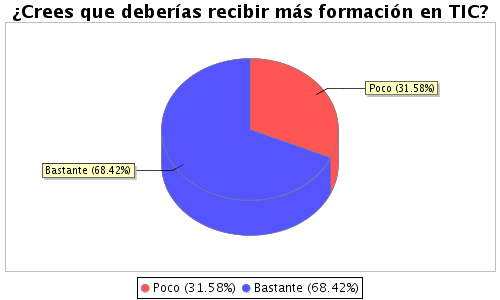 ¿Crees que deberías recibir más formación en TIC?
Poco (31.58%)
Bastante (68.42%)
Poco (31.58%) Bastante (68.42%)